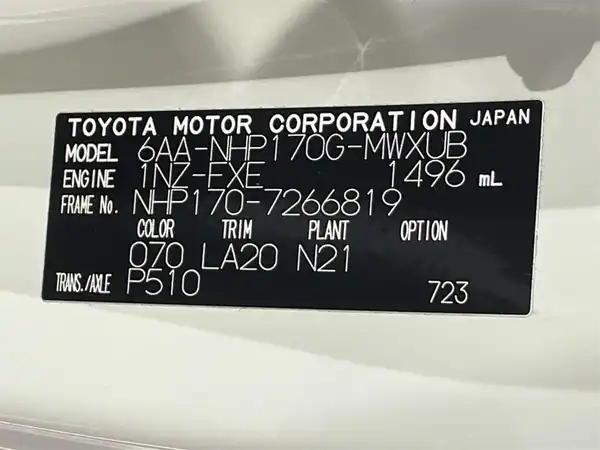 TOYOTA MOTOR CORPORATION JAPAN
MODEL 6AA-NHP170G-MWXUB
ENGINE 1NZ-EXE 1496 mL
FRAME No. NHP170-7266819
COLOR TRIM PLANT OPTION
070 LA20 N21
TRANS./AXLE P510 723